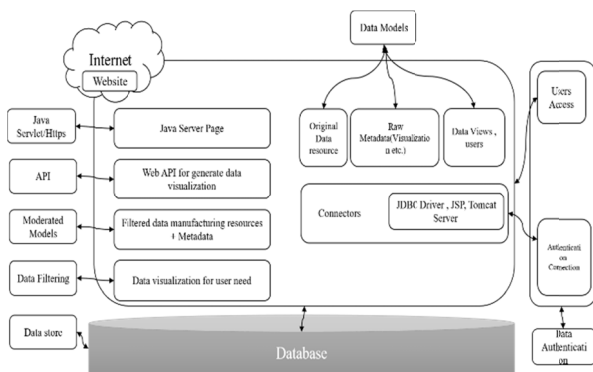 Data Models
Internet
Website
Users
Access
Java
Servlet/Https
Java Server Page
Original
Data
resource
Raw
Metadata(Visualizatio
n etc.)
Data Views ,
users
API
Web API for generate data
visualization
Connectors
JDBC Driver , JSP, Tomcat
Server
Moderated
Models
Filtered data manufacturing resources
+ Metadata
Authenticati
on
Connection
Data Filtering
Data visualization for user need
Data store
Database
Data
Authenticati
on